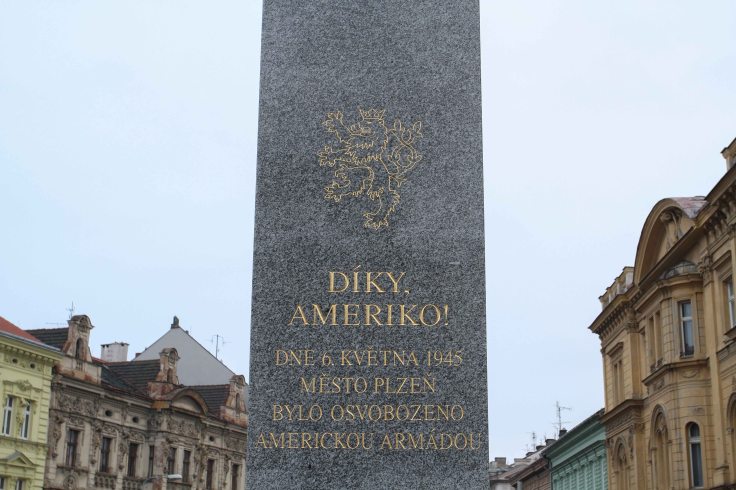 DÍKY,
AMERIKO!
DNE 6. KVĚTNA 1945
MĚSTO PLZEŇ
BYLO OSVOBOZENO
AMERICKOU ARMÁDOU